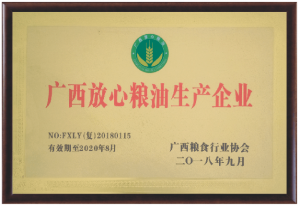 广西放心粮油生产企业
NO:FXLY(复)20180115
有效期至2020年8月
广西粮食行业协会
二〇一八年九月